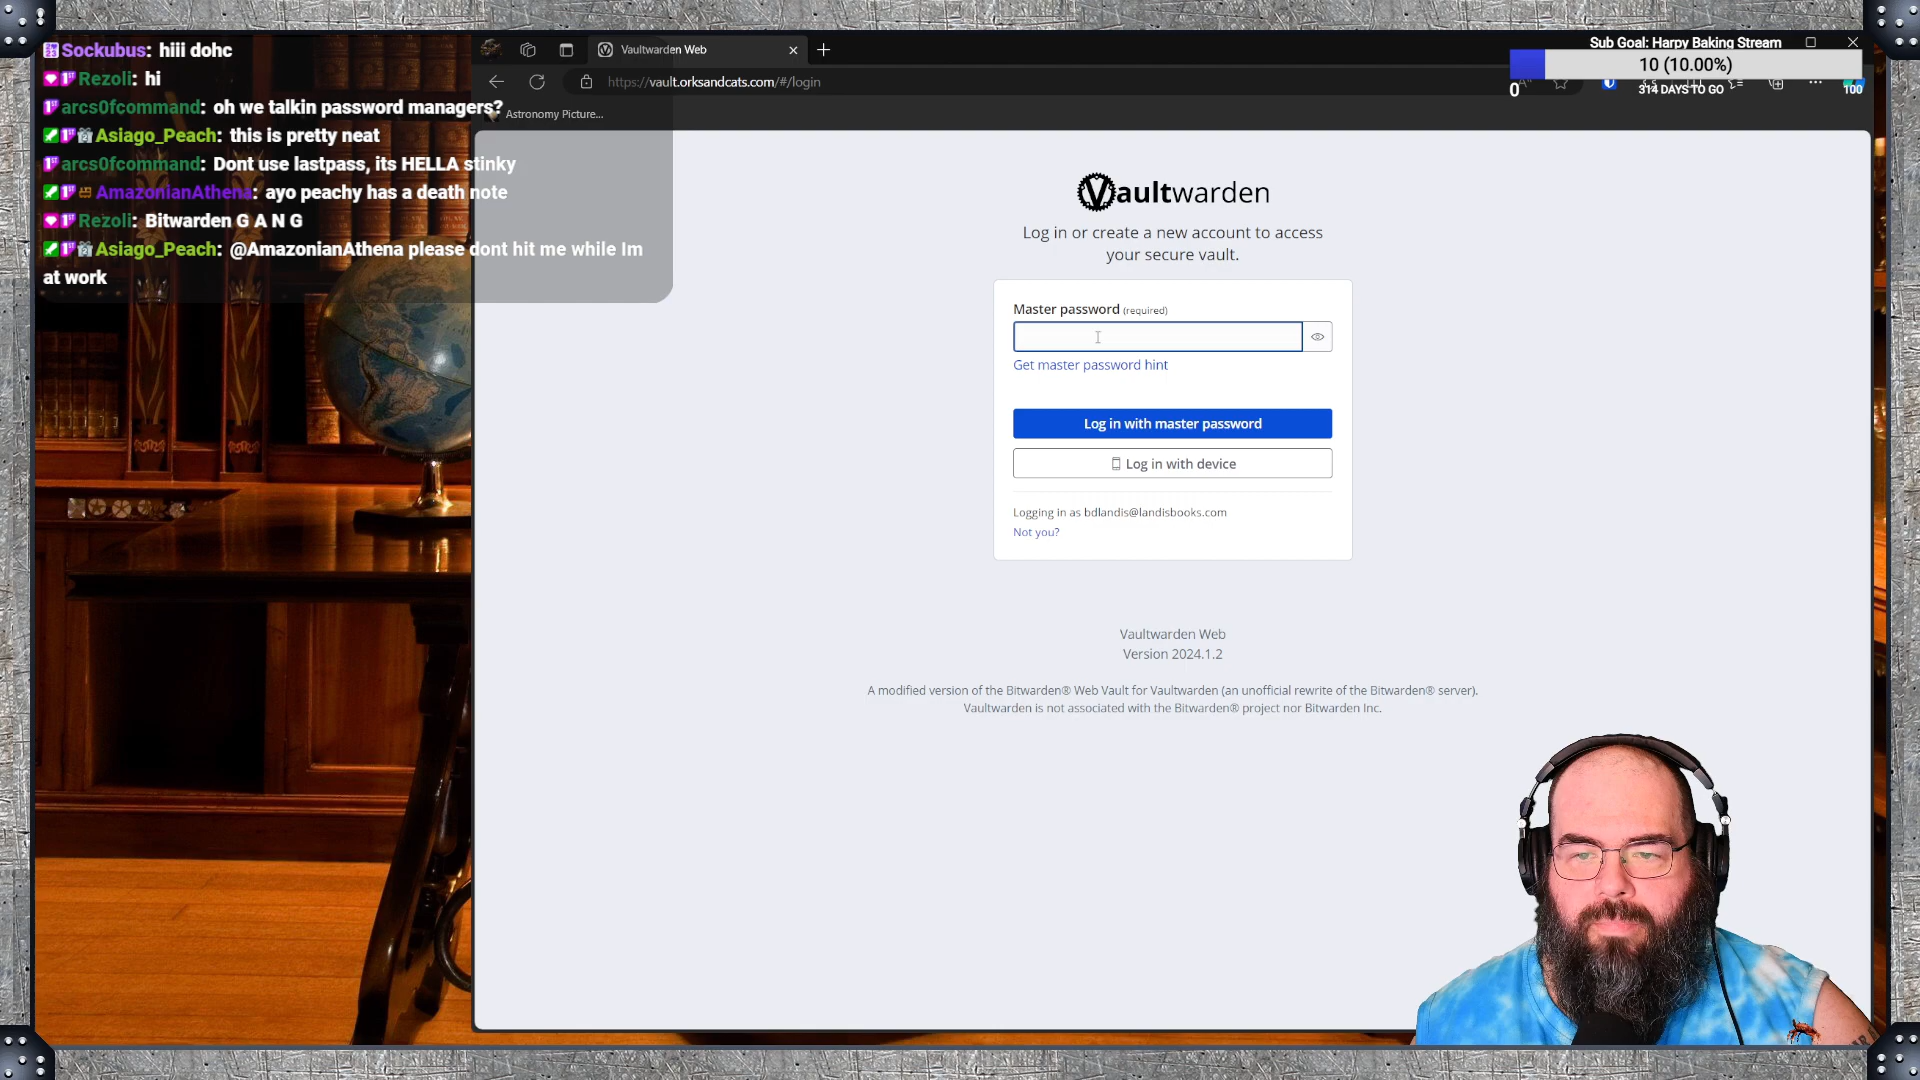 Sockubus: hiii dohc
Rezoli: hi
arcs0fcommand: oh we talkin password managers?
Asiago_Peach: this is pretty neat
arcs0fcommand: Dont use lastpass, its HELLA stinky
AmazonianAthena: ayo peachy has a death note
Rezoli: Bitwarden G A N G
Asiago_Peach: @AmazonianAthena please dont hit me while Im
at work
Vaultwarden Web
https://vault.orksandcats.com/#/login
Astronomy Picture...
Sub Goal: Harpy Baking Stream
10 (10.00%)
0
314 DAYS TO GO
100
Vaultwarden
Log in or create a new account to access
your secure vault.
Master password (required)
Get master password hint
Log in with master password
Log in with device
Logging in as bdlandis@landisbooks.com
Not you?
Vaultwarden Web
Version 2024.1.2
A modified version of the Bitwarden® Web Vault for Vaultwarden (an unofficial rewrite of the Bitwarden® server).
Vaultwarden is not associated with the Bitwarden® project nor Bitwarden Inc.